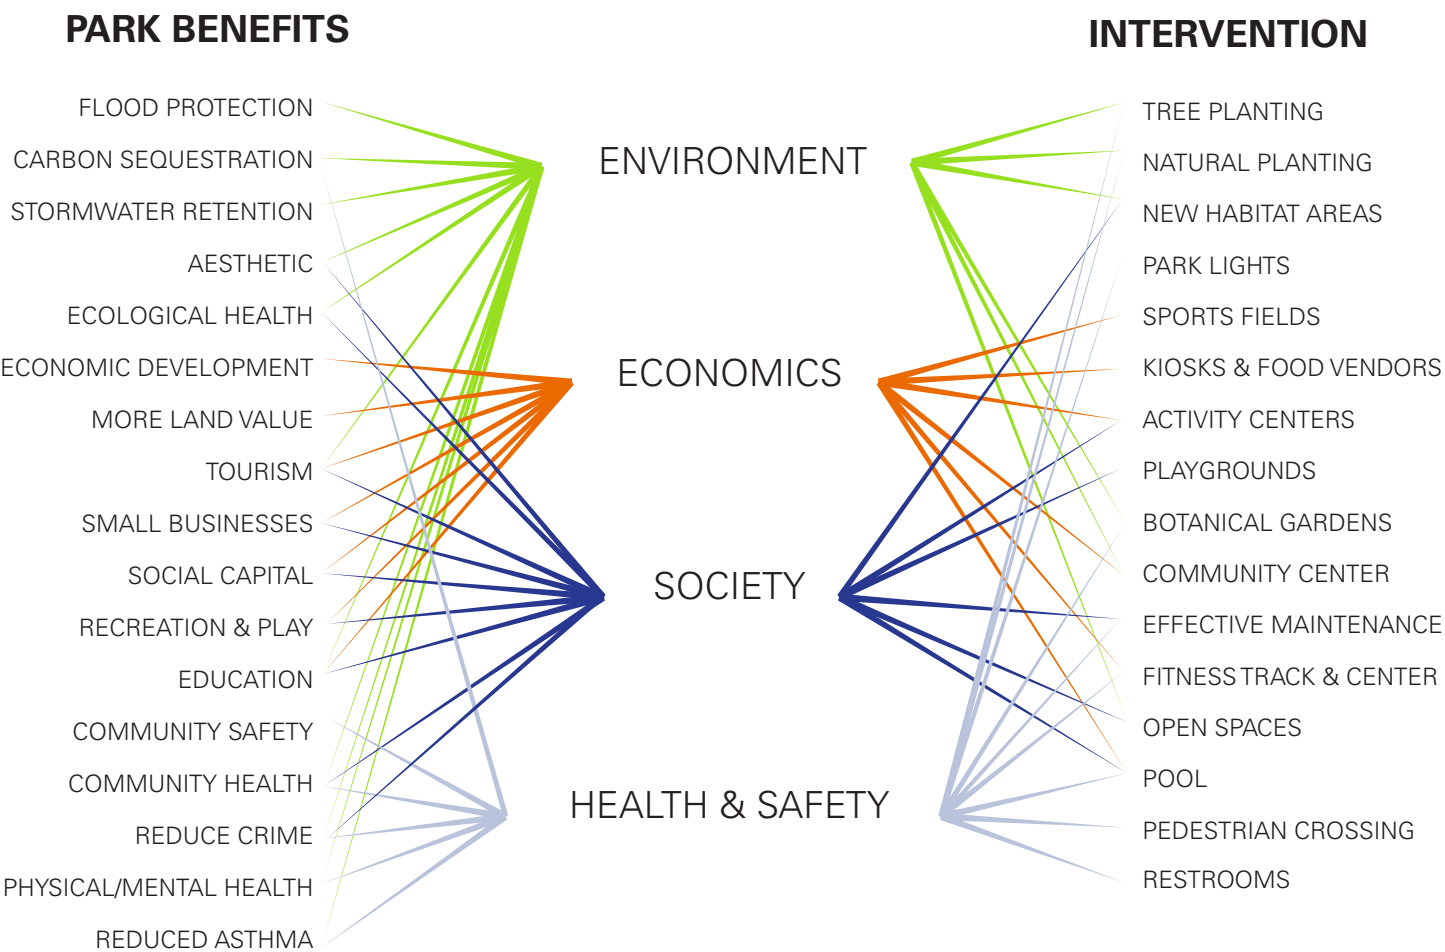 PARK BENEFITS
FLOOD PROTECTION
CARBON SEQUESTRATION
STORMWATER RETENTION
AESTHETIC
ECOLOGICAL HEALTH
ECONOMIC DEVELOPMENT
MORE LAND VALUE
TOURISM
SMALL BUSINESSES
SOCIAL CAPITAL
RECREATION & PLAY
EDUCATION
COMMUNITY SAFETY
COMMUNITY HEALTH
REDUCE CRIME
PHYSICAL/MENTAL HEALTH
REDUCED ASTHMA
ENVIRONMENT
ECONOMICS
SOCIETY
HEALTH & SAFETY
INTERVENTION
TREE PLANTING
NATURAL PLANTING
NEW HABITAT AREAS
PARK LIGHTS
SPORTS FIELDS
KIOSKS & FOOD VENDORS
ACTIVITY CENTERS
PLAYGROUNDS
BOTANICAL GARDENS
COMMUNITY CENTER
EFFECTIVE MAINTENANCE
FITNESS TRACK & CENTER
OPEN SPACES
POOL
PEDESTRIAN CROSSING
RESTROOMS